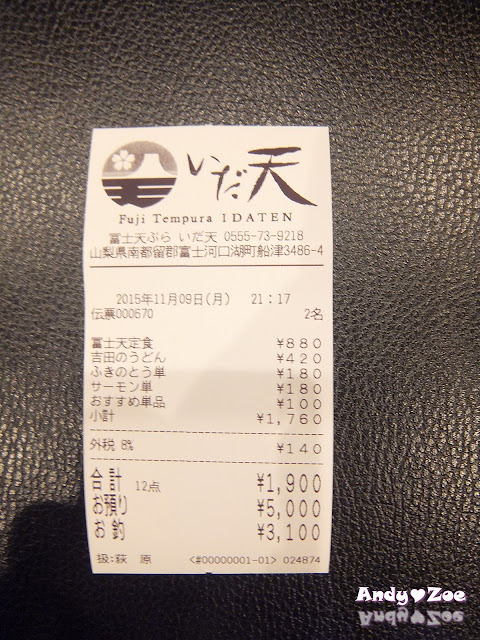 いだ天
Fuji Tempura IDATEN
富士天ぷら いだ天 0555-73-9218
山梨県南都留郡富士河口湖町船津3486-4
2015年11月09日(月) 21:17
伝票000670 2名
富士天定食 ¥880
吉田のうどん ¥420
ふきのとう単 ¥180
サーモン単 ¥180
おすすめ単品 ¥100
小計 ¥1,760
外税 8% ¥140
合計 12点 ¥1,900
お預り ¥5,000
お釣 ¥3,100
扱:萩 原 <#00000001-01> 024874
Andy♥Zoe